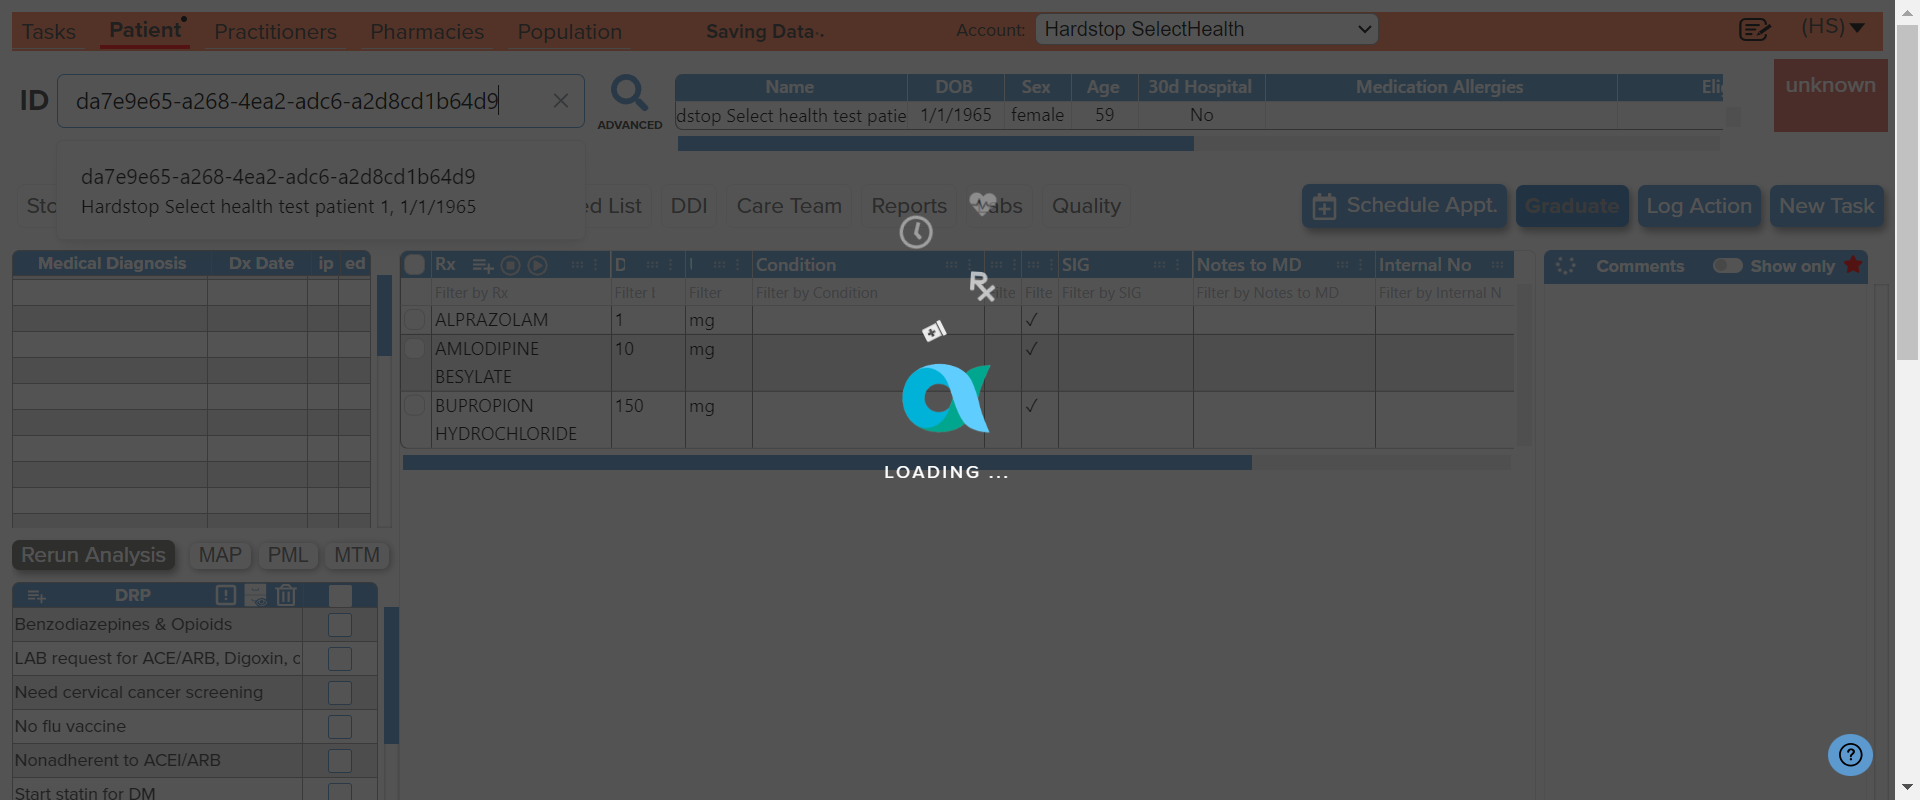 Tasks Patient Practitioners Pharmacies Population Saving Data Account: Hardstop SelectHealth (HS)
ID da7e9e65-a268-4ea2-adc6-a2d8cd1b64d9 ADVANCED
Name DOB Sex Age 30d Hospital Medication Allergies
dstop Select health test patie 1/1/1965 female 59 No
unknown
da7e9e65-a268-4ea2-adc6-a2d8cd1b64d9
Hardstop Select health test patient 1, 1/1/1965
ed List DDI Care Team Reports Labs Quality Schedule Appt. Graduate Log Action New Task
Medical Diagnosis Dx Date ip ed
Rx D Condition SIG Notes to MD Internal No
Filter by Rx Filter Filter Filter by Condition ilte Filte Filter by SIG Filter by Notes to MD Filter by Internal N
ALPRAZOLAM 1 mg ✓
AMLODIPINE BESYLATE 10 mg ✓
BUPROPION HYDROCHLORIDE 150 mg ✓
Comments Show only
LOADING ...
Rerun Analysis MAP PML MTM
DRP
Benzodiazepines & Opioids
LAB request for ACE/ARB, Digoxin, c
Need cervical cancer screening
No flu vaccine
Nonadherent to ACEI/ARB
Start statin for DM